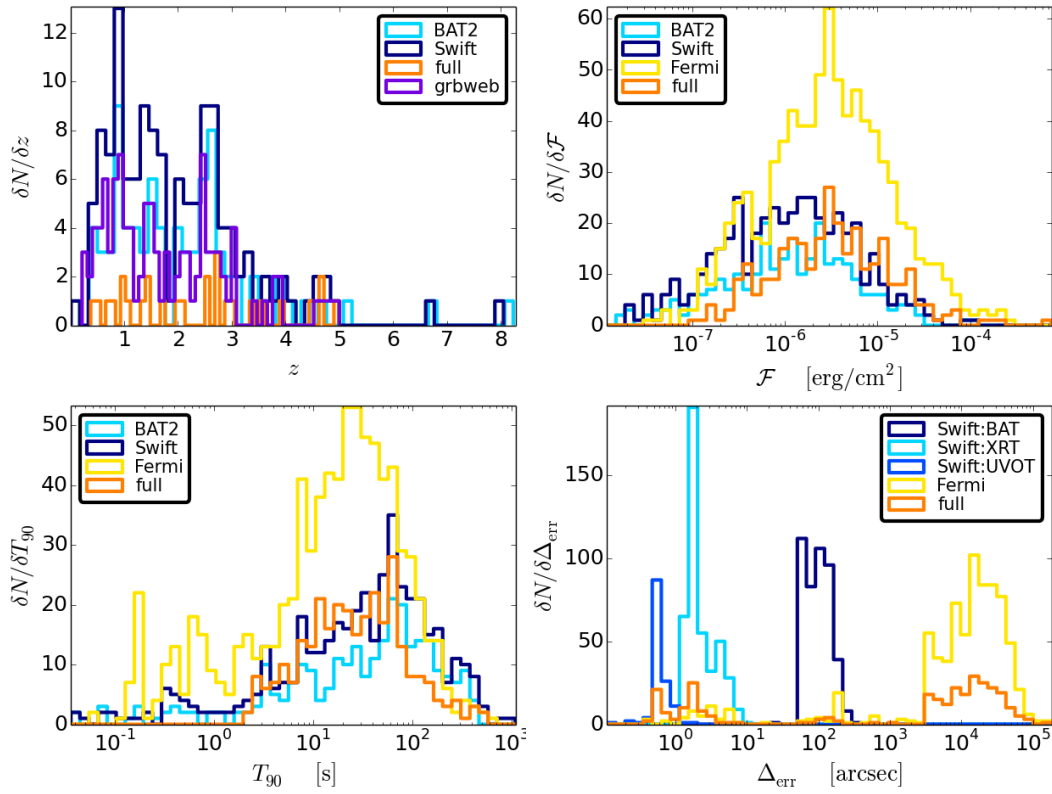 12
10
8
6
4
2
0
δN/δz
BAT2
Swift
full
grbweb
1 2 3 4 5 6 7 8
z
60
50
40
30
20
10
0
δN/δℱ
BAT2
Swift
Fermi
full
10⁻⁷ 10⁻⁶ 10⁻⁵ 10⁻⁴
ℱ [erg/cm²]
50
40
30
20
10
0
δN/δT₉₀
BAT2
Swift
Fermi
full
10⁻¹ 10⁰ 10¹ 10² 10³
T₉₀ [s]
150
100
50
0
δN/δΔ_err
Swift:BAT
Swift:XRT
Swift:UVOT
Fermi
full
10⁰ 10¹ 10² 10³ 10⁴ 10⁵
Δ_err [arcsec]